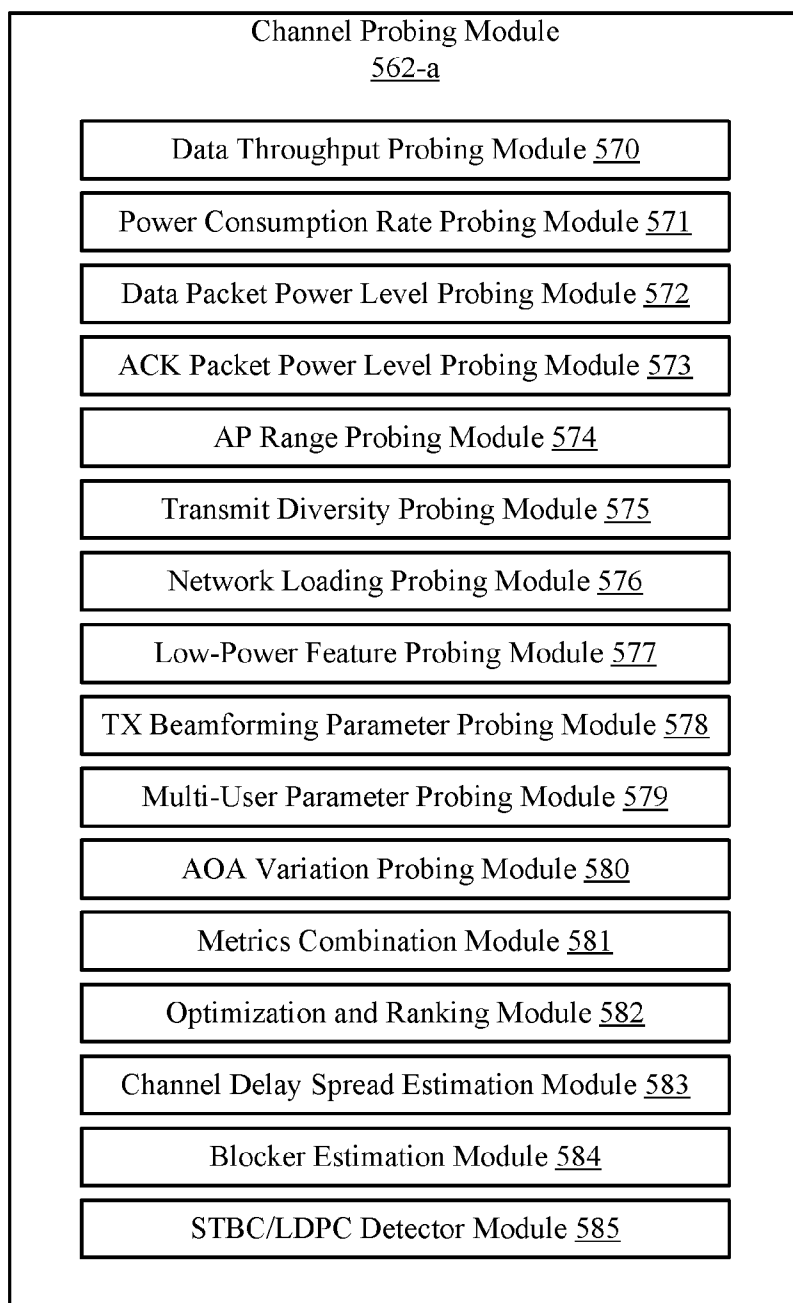 Channel Probing Module
562-a
Data Throughput Probing Module 570
Power Consumption Rate Probing Module 571
Data Packet Power Level Probing Module 572
ACK Packet Power Level Probing Module 573
AP Range Probing Module 574
Transmit Diversity Probing Module 575
Network Loading Probing Module 576
Low-Power Feature Probing Module 577
TX Beamforming Parameter Probing Module 578
Multi-User Parameter Probing Module 579
AOA Variation Probing Module 580
Metrics Combination Module 581
Optimization and Ranking Module 582
Channel Delay Spread Estimation Module 583
Blocker Estimation Module 584
STBC/LDPC Detector Module 585